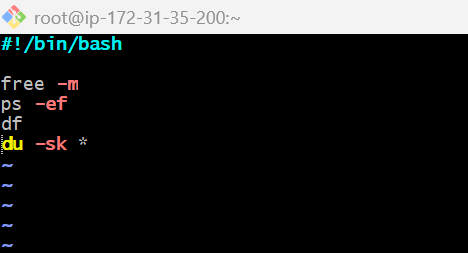 root@ip-172-31-35-200:~
#!/bin/bash
free -m
ps -ef
df
du -sk *
~
~
~
~
~